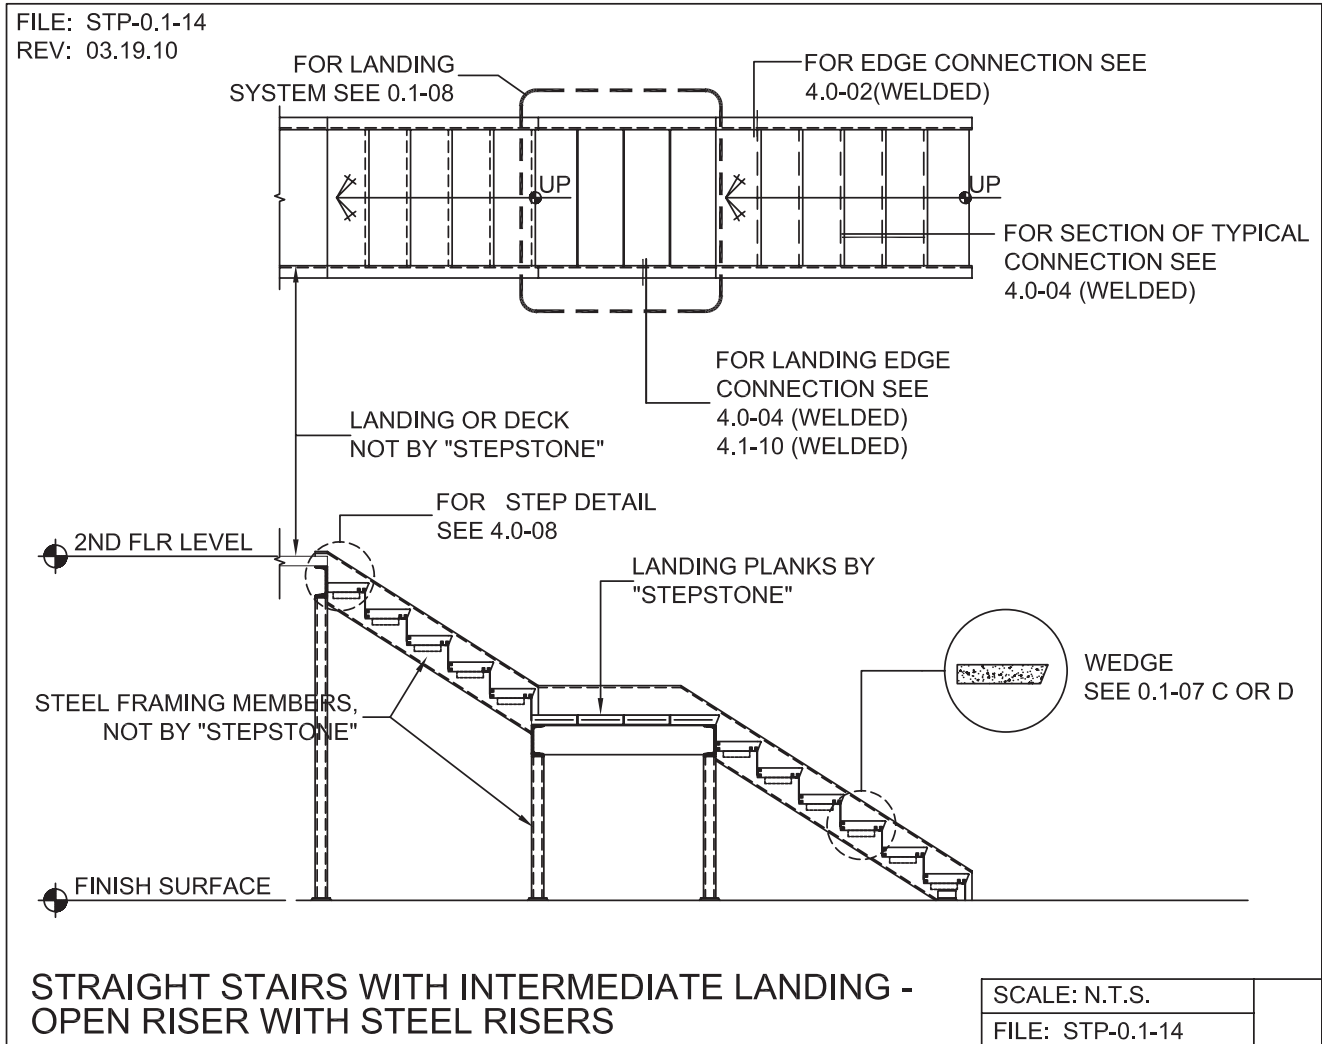 FILE: STP-0.1-14
REV: 03.19.10
FOR LANDING
SYSTEM SEE 0.1-08
FOR EDGE CONNECTION SEE
4.0-02(WELDED)
UP
UP
FOR SECTION OF TYPICAL
CONNECTION SEE
4.0-04 (WELDED)
FOR LANDING EDGE
CONNECTION SEE
4.0-04 (WELDED)
4.1-10 (WELDED)
LANDING OR DECK
NOT BY "STEPSTONE"
FOR STEP DETAIL
SEE 4.0-08
2ND FLR LEVEL
LANDING PLANKS BY
"STEPSTONE"
WEDGE
SEE 0.1-07 C OR D
STEEL FRAMING MEMBERS,
NOT BY "STEPSTONE"
FINISH SURFACE
STRAIGHT STAIRS WITH INTERMEDIATE LANDING -
OPEN RISER WITH STEEL RISERS
SCALE: N.T.S.
FILE: STP-0.1-14